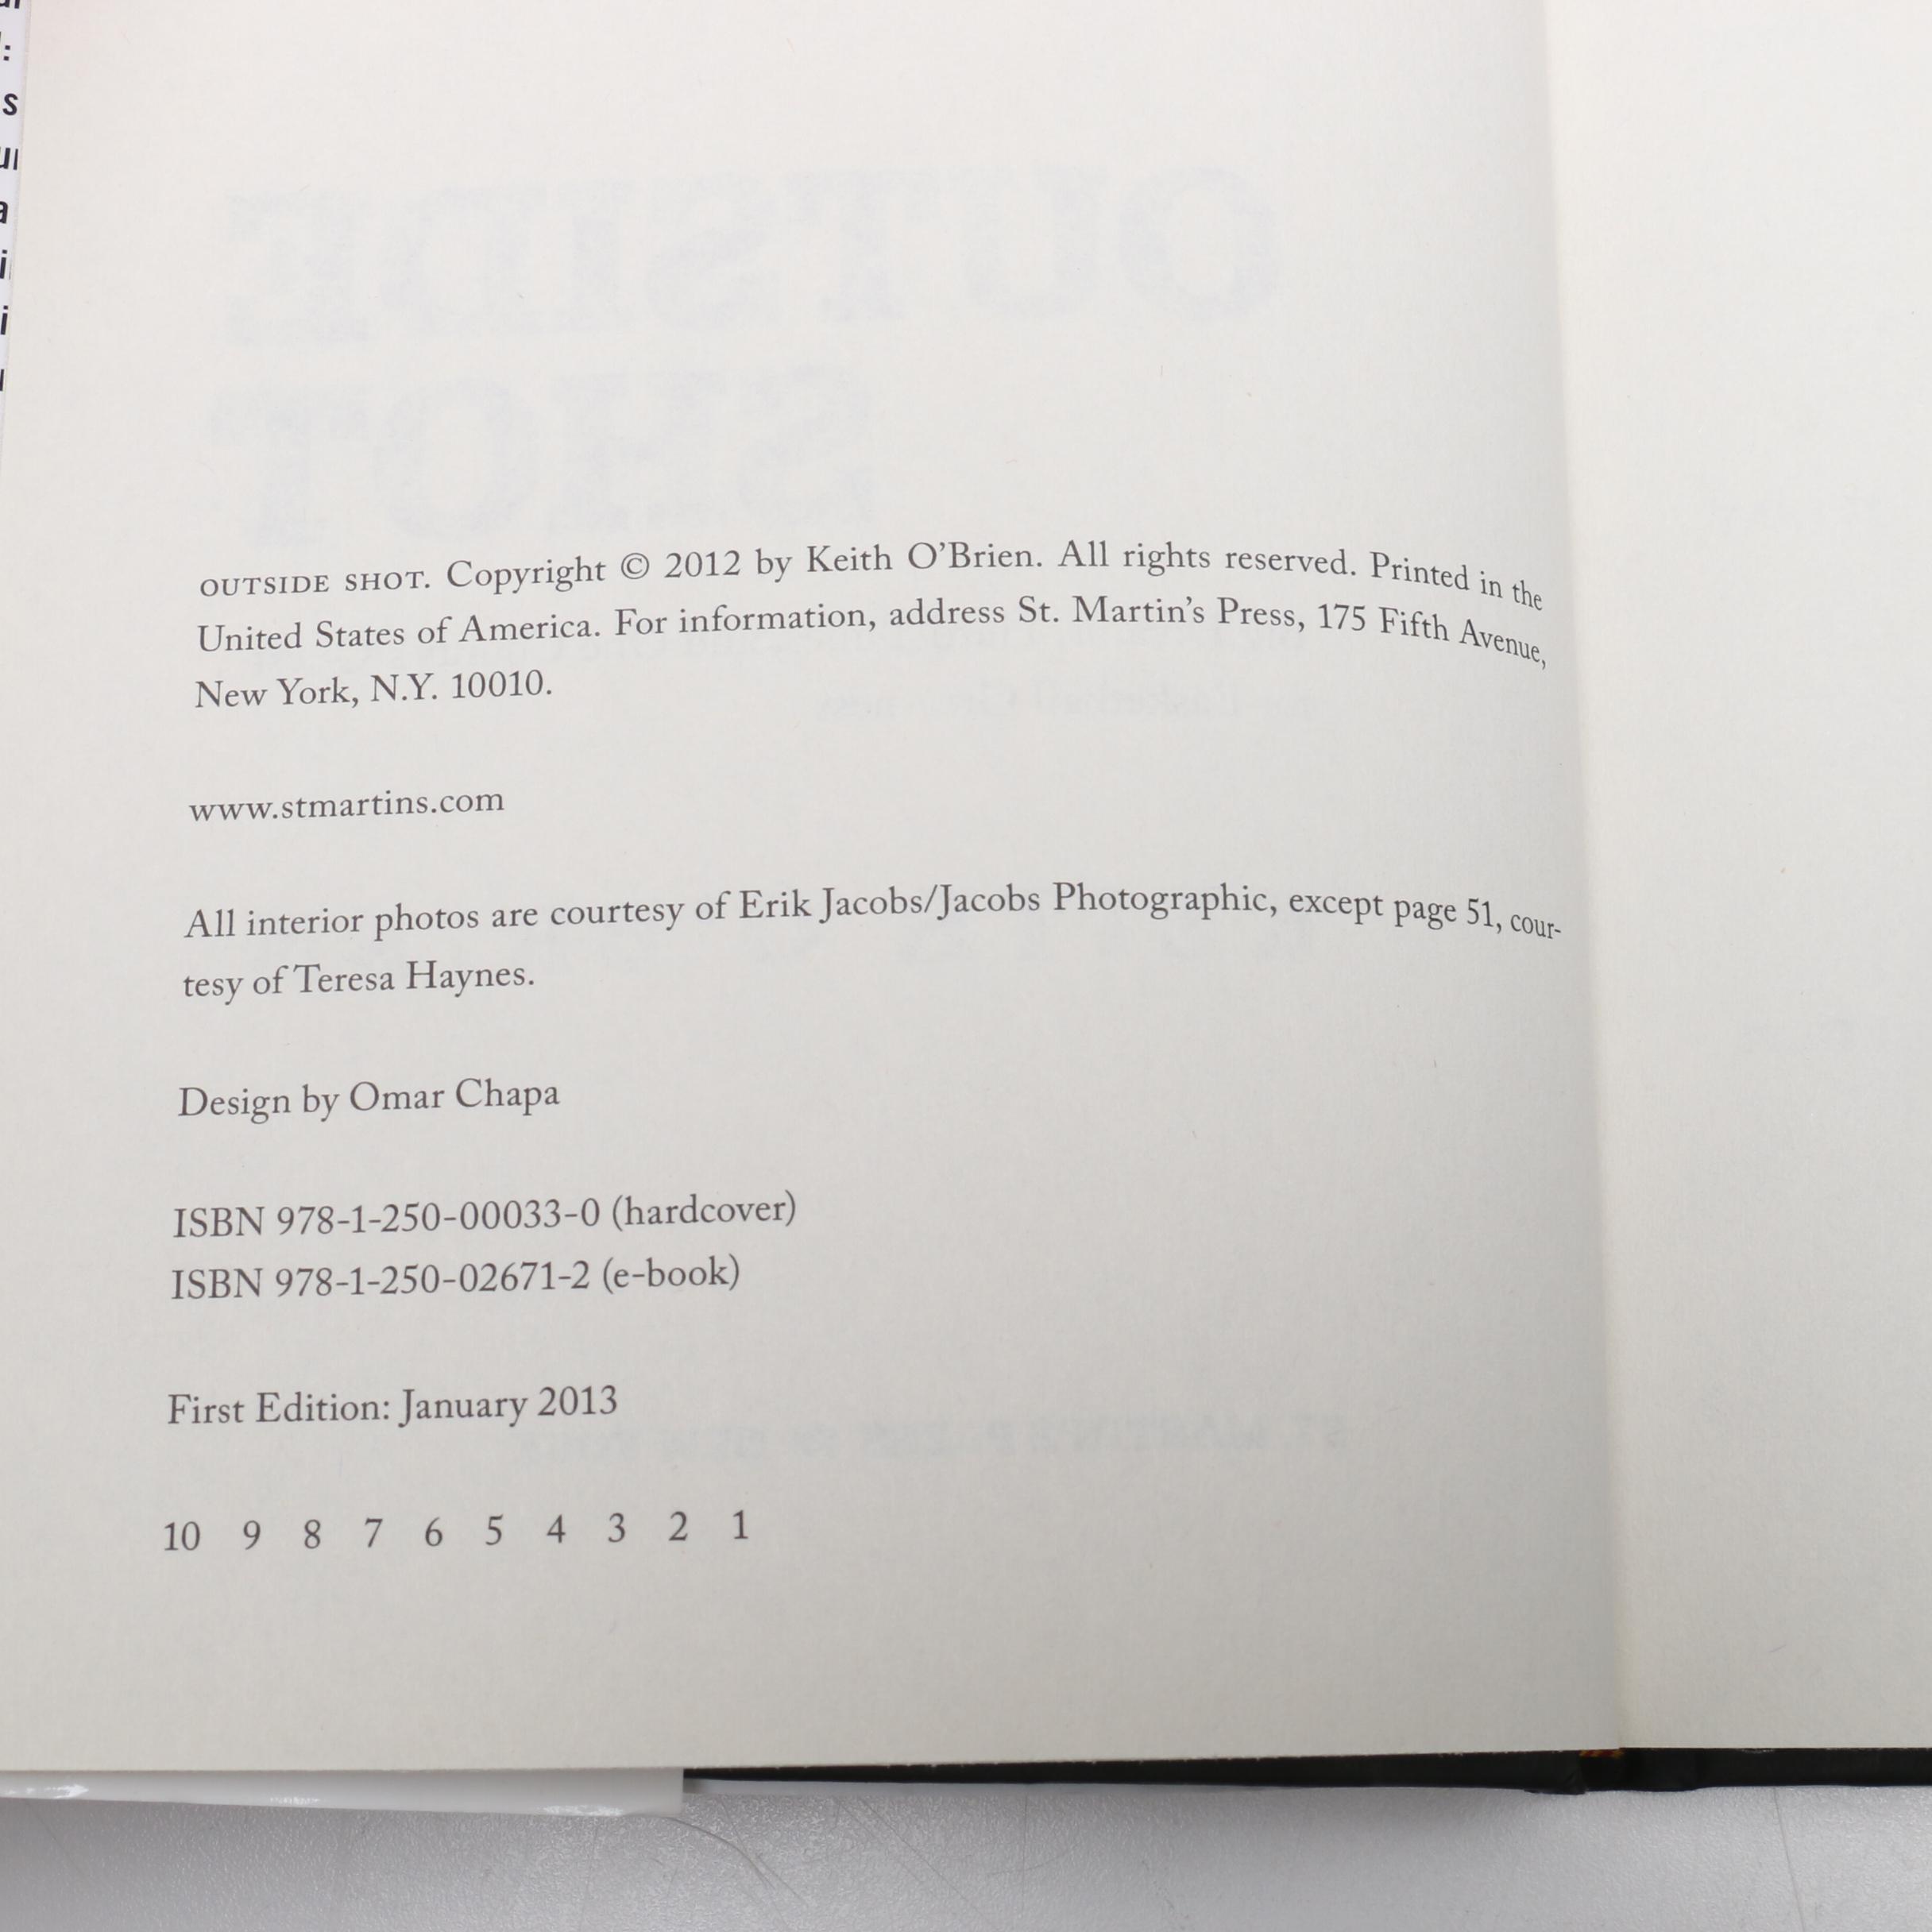 OUTSIDE SHOT. Copyright © 2012 by Keith O’Brien. All rights reserved. Printed in the
United States of America. For information, address St. Martin’s Press, 175 Fifth Avenue,
New York, N.Y. 10010.
www.stmartins.com
All interior photos are courtesy of Erik Jacobs/Jacobs Photographic, except page 51, cour-
tesy of Teresa Haynes.
Design by Omar Chapa
ISBN 978-1-250-00033-0 (hardcover)
ISBN 978-1-250-02671-2 (e-book)
First Edition: January 2013
10 9 8 7 6 5 4 3 2 1